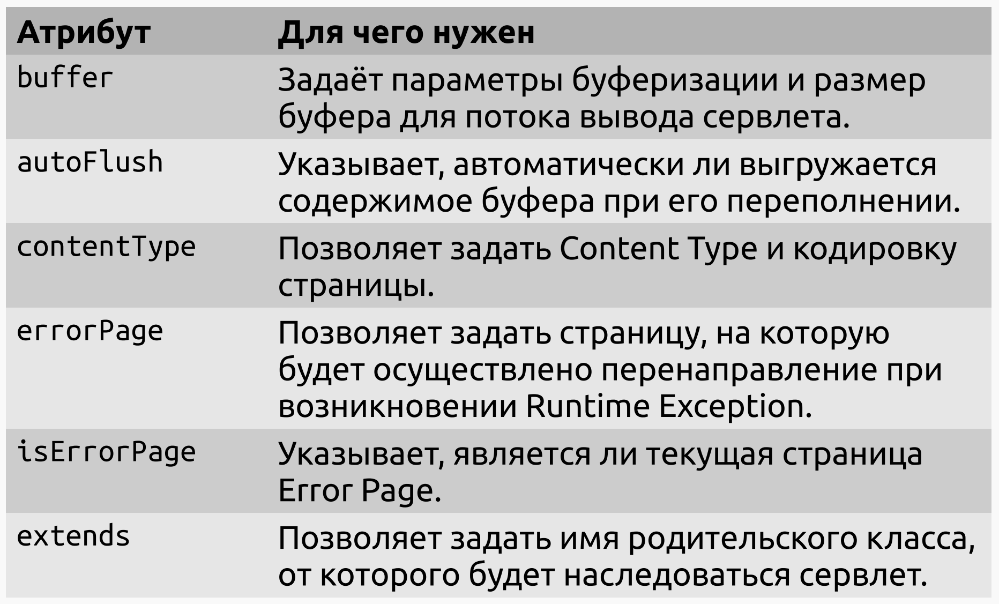 Атрибут Для чего нужен
buffer Задаёт параметры буферизации и размер
буфера для потока вывода сервлета.
autoFlush Указывает, автоматически ли выгружается
содержимое буфера при его переполнении.
contentType Позволяет задать Content Type и кодировку
страницы.
errorPage Позволяет задать страницу, на которую
будет осуществлено перенаправление при
возникновении Runtime Exception.
isErrorPage Указывает, является ли текущая страница
Error Page.
extends Позволяет задать имя родительского класса,
от которого будет наследоваться сервлет.